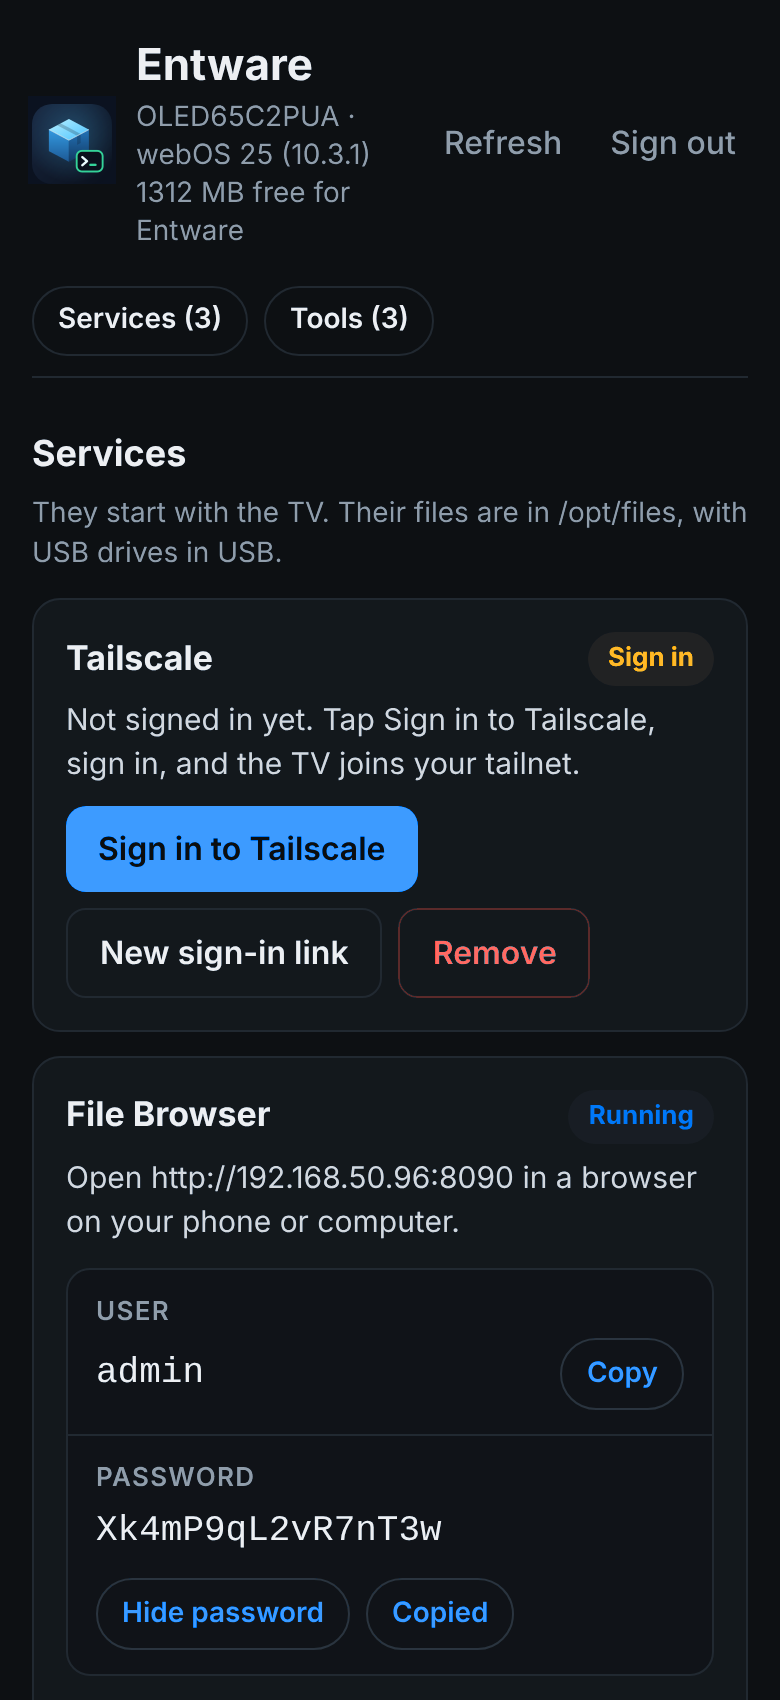 Entware
OLED65C2PUA ·
webOS 25 (10.3.1)
1312 MB free for
Entware
Refresh
Sign out
Services (3)
Tools (3)
Services
They start with the TV. Their files are in /opt/files, with
USB drives in USB.
Tailscale
Sign in
Not signed in yet. Tap Sign in to Tailscale,
sign in, and the TV joins your tailnet.
Sign in to Tailscale
New sign-in link
Remove
File Browser
Running
Open http://192.168.50.96:8090 in a browser
on your phone or computer.
USER
admin
Copy
PASSWORD
Xk4mP9qL2vR7nT3w
Hide password
Copied